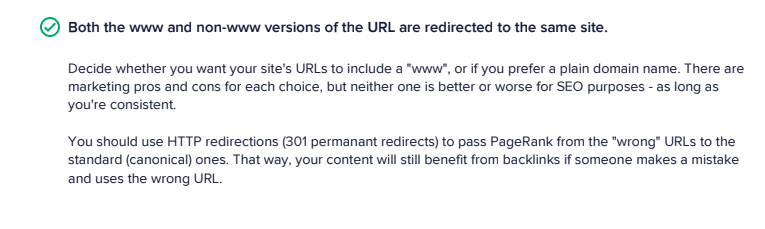 Both the www and non-www versions of the URL are redirected to the same site.
Decide whether you want your site's URLs to include a "www", or if you prefer a plain domain name. There are
marketing pros and cons for each choice, but neither one is better or worse for SEO purposes - as long as
you're consistent.
You should use HTTP redirections (301 permanant redirects) to pass PageRank from the "wrong" URLs to the
standard (canonical) ones. That way, your content will still benefit from backlinks if someone makes a mistake
and uses the wrong URL.